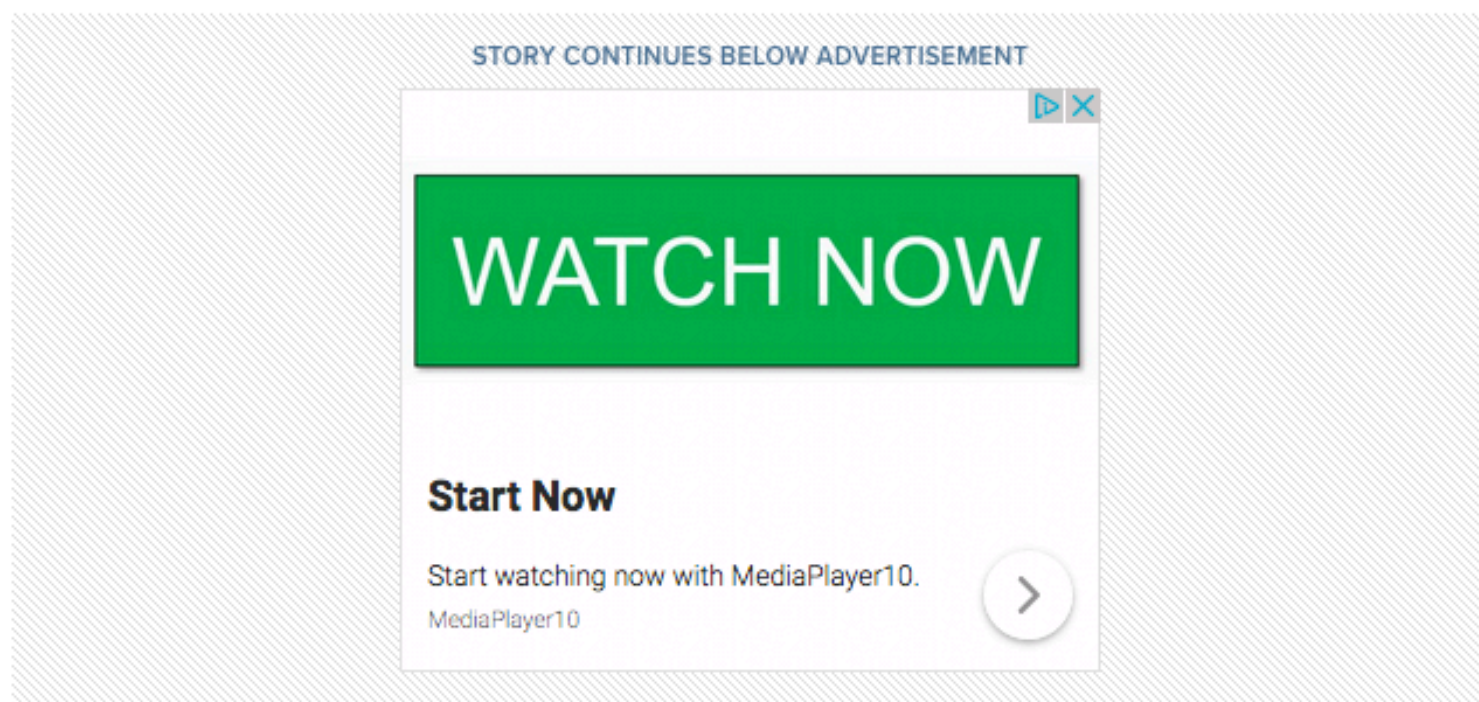 STORY CONTINUES BELOW ADVERTISEMENT
WATCH NOW
Start Now
Start watching now with MediaPlayer10.
MediaPlayer10